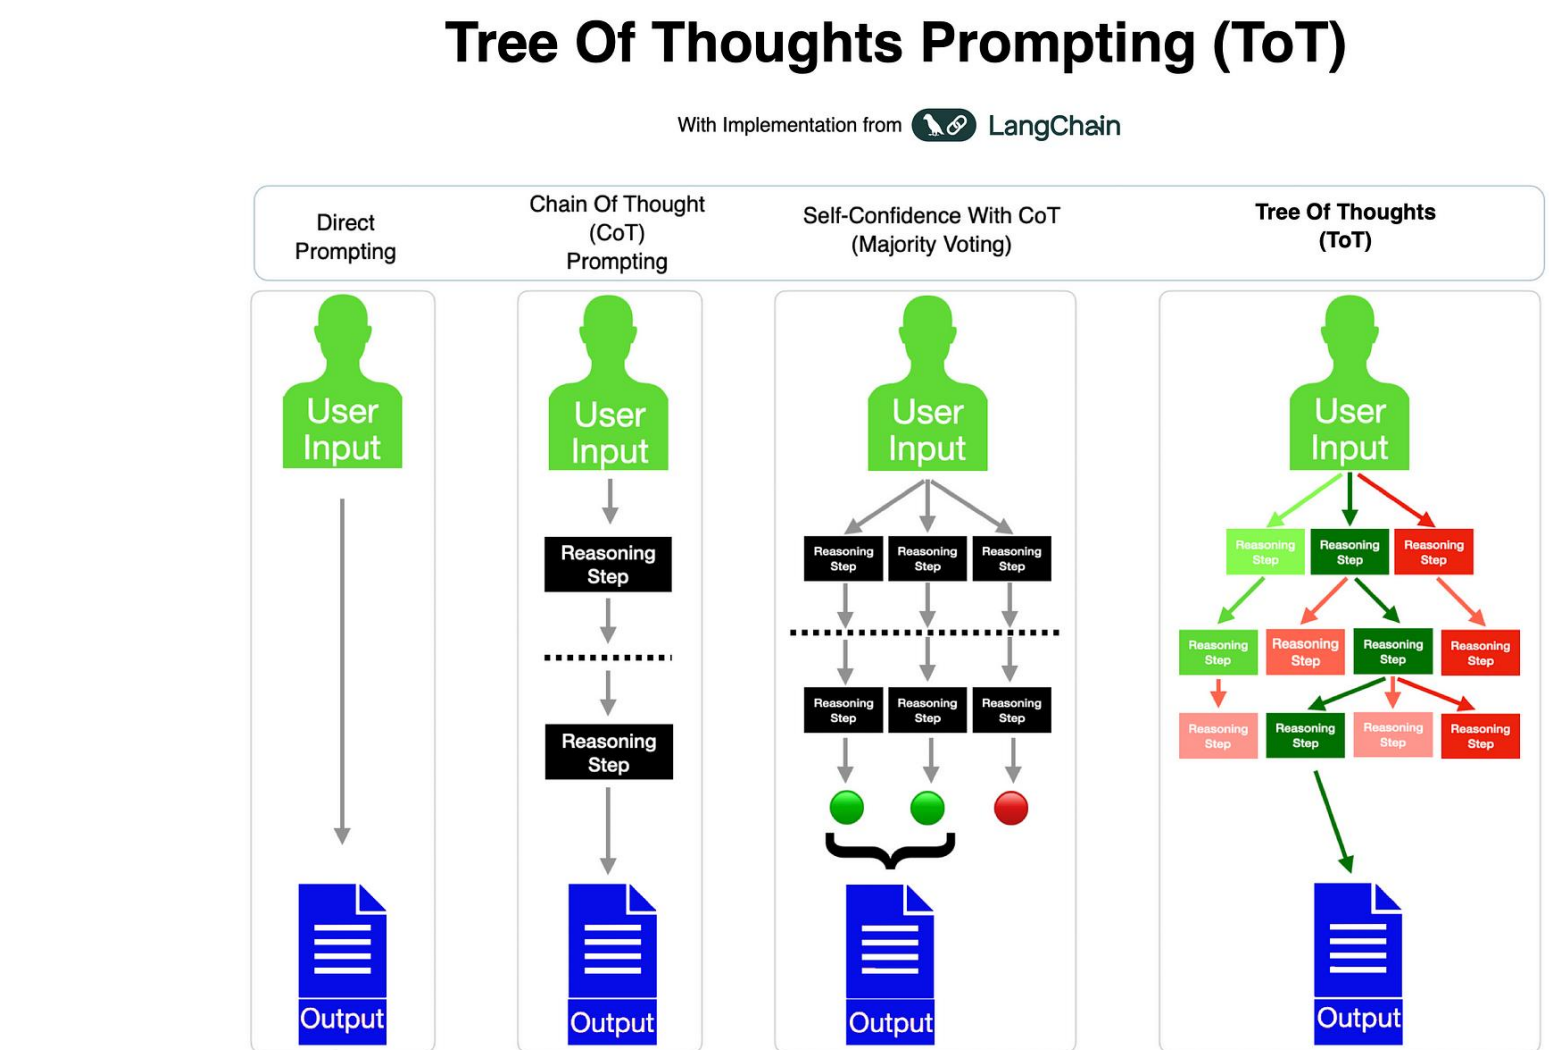 Tree Of Thoughts Prompting (ToT)
With Implementation from LangChain
Direct
Prompting
Chain Of Thought
(CoT)
Prompting
Self-Confidence With CoT
(Majority Voting)
Tree Of Thoughts
(ToT)
User
Input
Output
User
Input
Reasoning
Step
Reasoning
Step
Output
User
Input
Reasoning
Step
Reasoning
Step
Reasoning
Step
Reasoning
Step
Reasoning
Step
Reasoning
Step
Output
User
Input
Reasoning
Step
Reasoning
Step
Reasoning
Step
Reasoning
Step
Reasoning
Step
Reasoning
Step
Reasoning
Step
Reasoning
Step
Reasoning
Step
Reasoning
Step
Reasoning
Step
Output